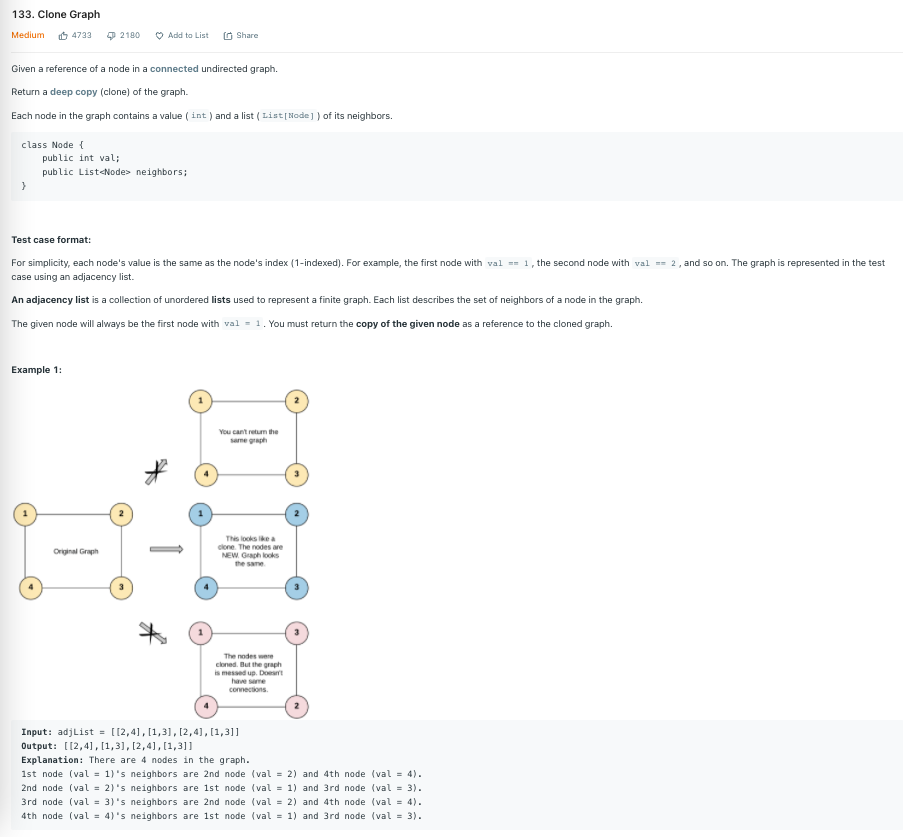 133. Clone Graph
Medium 4733 2180 Add to List Share
Given a reference of a node in a connected undirected graph.
Return a deep copy (clone) of the graph.
Each node in the graph contains a value ( int ) and a list ( List[Node] ) of its neighbors.
class Node {
    public int val;
    public List<Node> neighbors;
}
Test case format:
For simplicity, each node's value is the same as the node's index (1-indexed). For example, the first node with val == 1 , the second node with val == 2 , and so on. The graph is represented in the test
case using an adjacency list.
An adjacency list is a collection of unordered lists used to represent a finite graph. Each list describes the set of neighbors of a node in the graph.
The given node will always be the first node with val = 1 . You must return the copy of the given node as a reference to the cloned graph.
Example 1:
1 2
You can't return the
same graph
4 3
1 2
Original Graph
4 3
1 2
This looks like a
clone. The nodes are
NEW. Graph looks
the same.
4 3
1 3
The nodes were
cloned. But the graph
is messed up. Doesn't
have same
connections.
4 2
Input: adjList = [[2,4],[1,3],[2,4],[1,3]]
Output: [[2,4],[1,3],[2,4],[1,3]]
Explanation: There are 4 nodes in the graph.
1st node (val = 1)'s neighbors are 2nd node (val = 2) and 4th node (val = 4).
2nd node (val = 2)'s neighbors are 1st node (val = 1) and 3rd node (val = 3).
3rd node (val = 3)'s neighbors are 2nd node (val = 2) and 4th node (val = 4).
4th node (val = 4)'s neighbors are 1st node (val = 1) and 3rd node (val = 3).